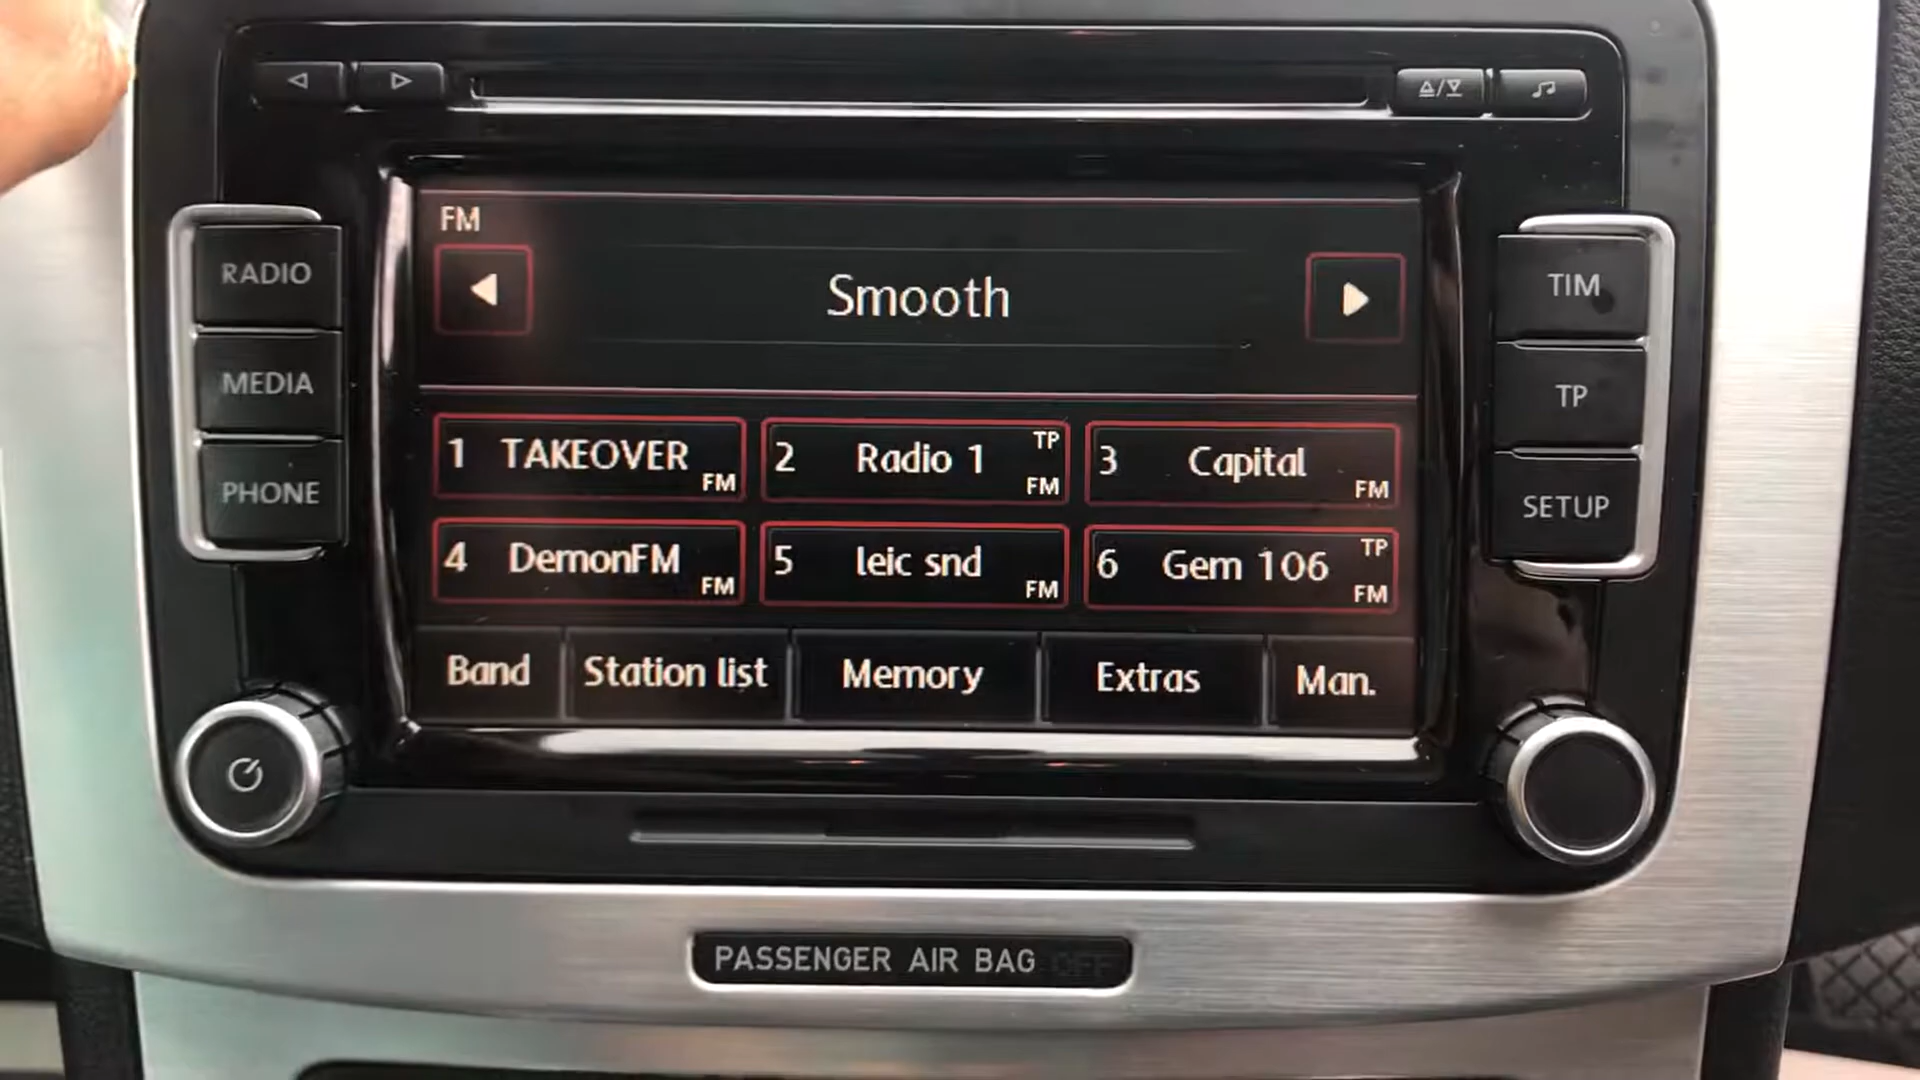 FM
Smooth
RADIO
MEDIA
PHONE
TIM
TP
SETUP
1 TAKEOVER FM
2 Radio 1 TP FM
3 Capital FM
4 DemonFM FM
5 leic snd FM
6 Gem 106 TP FM
Band Station list Memory Extras Man.
PASSENGER AIR BAG OFF